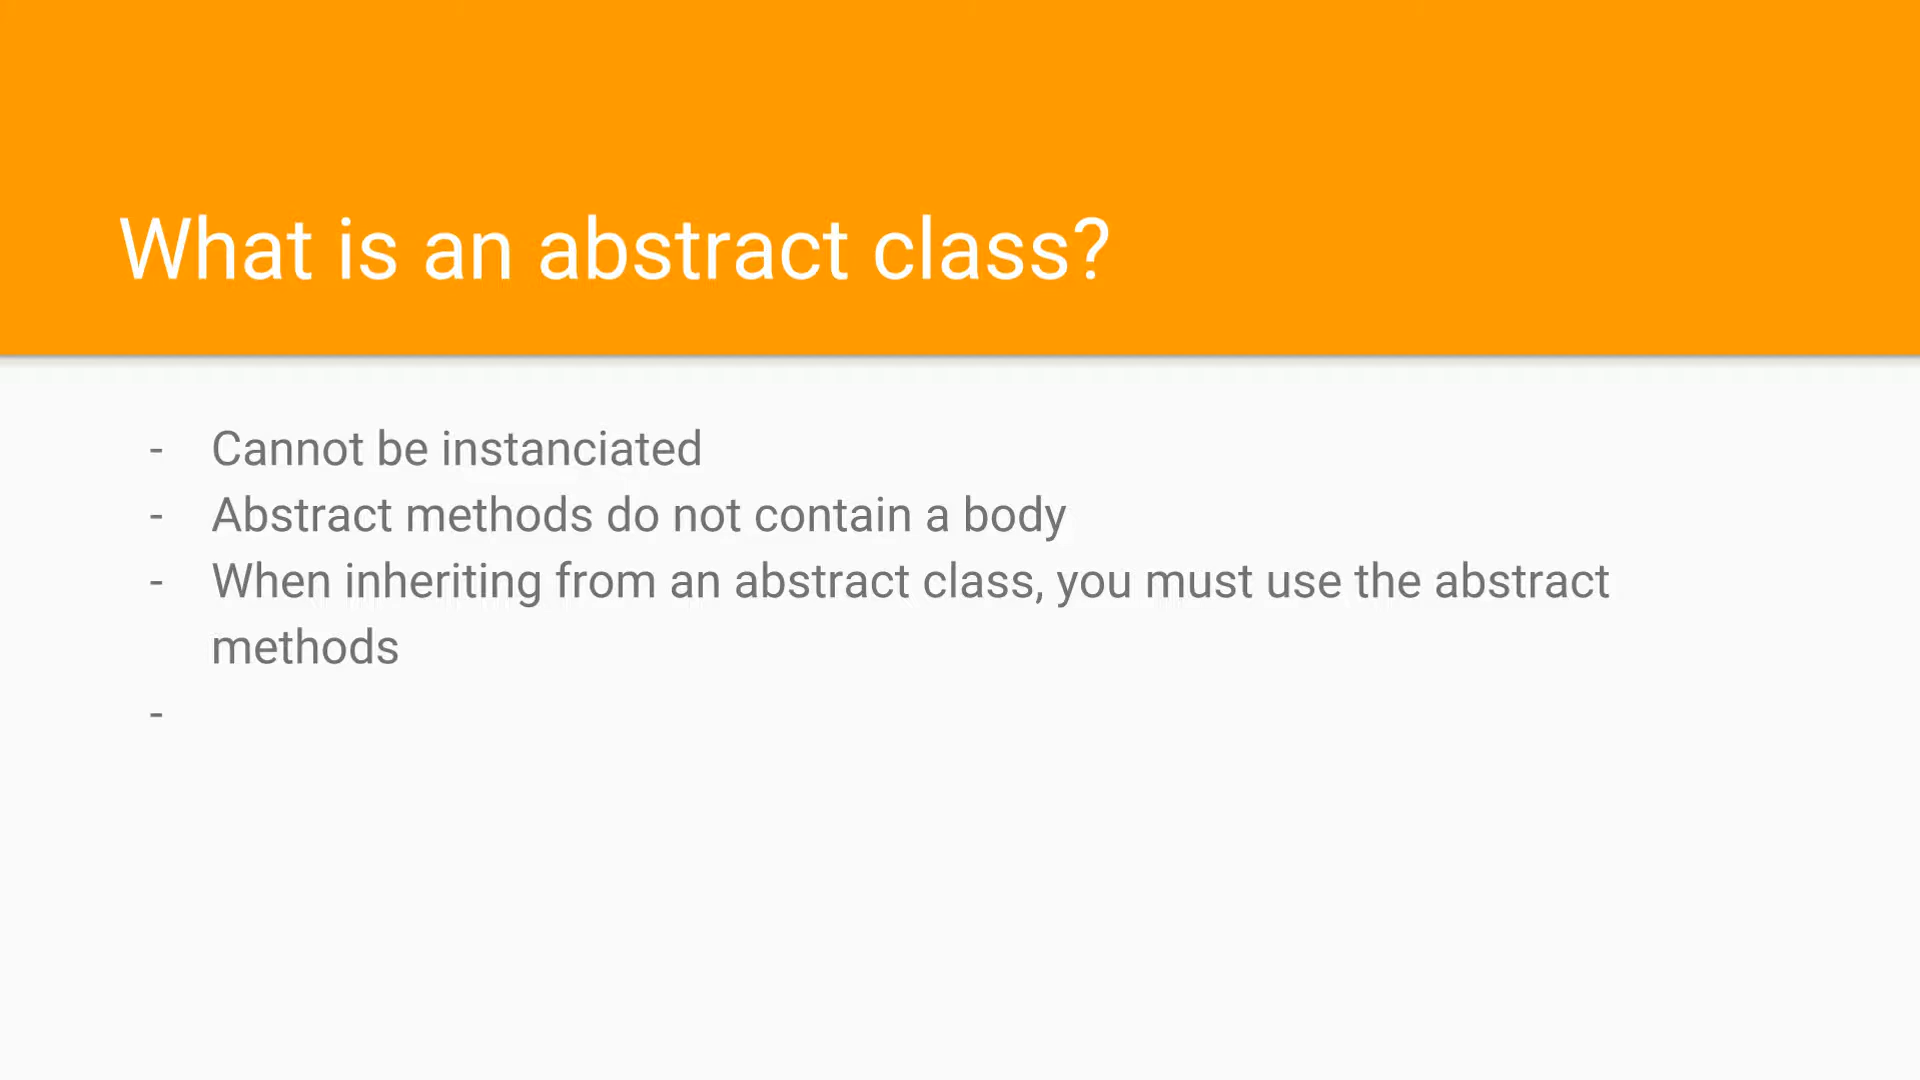 What is an abstract class?
- Cannot be instanciated
- Abstract methods do not contain a body
- When inheriting from an abstract class, you must use the abstract
methods
-